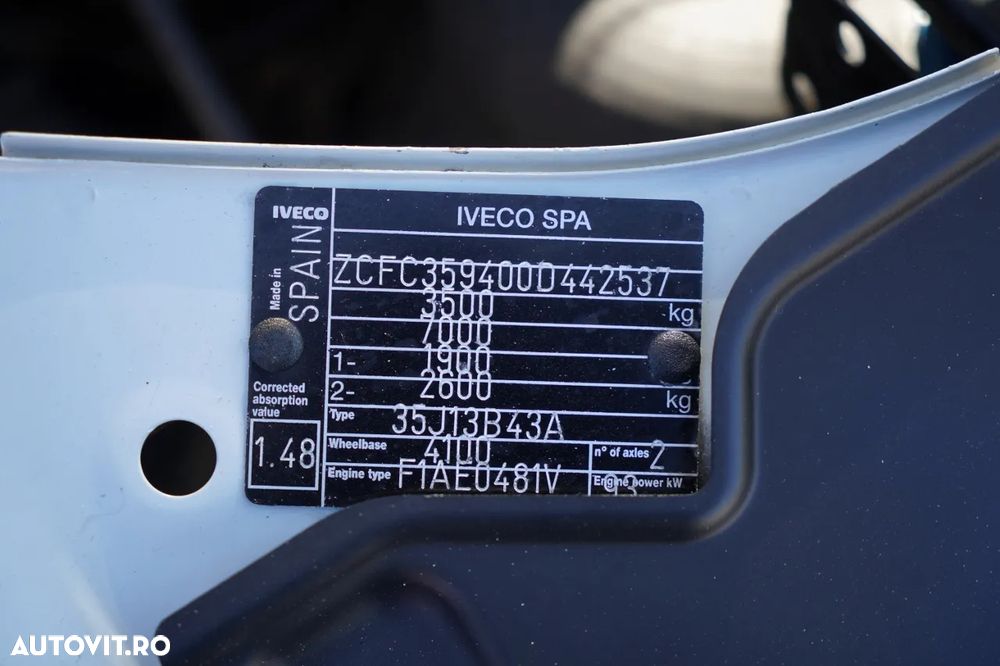 IVECO
IVECO SPA
Made in
SPAIN
ZCFC359400D442537
3500 kg
7000
1- 1900
2- 2600 kg
Corrected
absorption
value
1.48
Type 35J13B43A
Wheelbase 4100
n° of axles 2
Engine type F1AE0481V
Engine power kW 93
AUTOVIT.RO